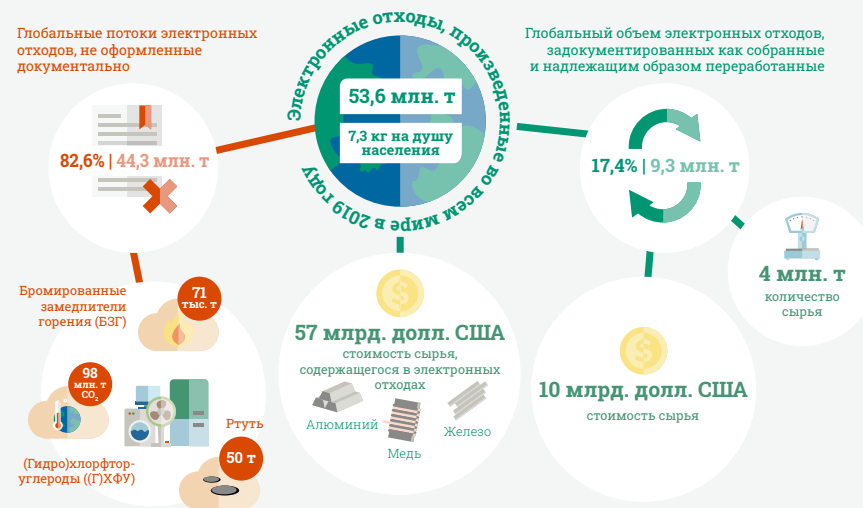 Глобальные потоки электронных
отходов, не оформленные
документально
82,6% | 44,3 млн. т
Электронные отходы, произведенные во всем мире в 2019 году
53,6 млн. т
7,3 кг на душу
населения
Глобальный объем электронных отходов,
задокументированных как собранные
и надлежащим образом переработанные
17,4% | 9,3 млн. т
4 млн. т
количество
сырья
Бромированные
замедлители
горения (БЗГ)
71
тыс. т
98
млн. т
CO₂
(Гидро)хлорфтор-
углероды ((Г)ХФУ)
Ртуть
50 т
57 млрд. долл. США
стоимость сырья,
содержащегося в электронных
отходах
Алюминий
Медь
Железо
10 млрд. долл. США
стоимость сырья